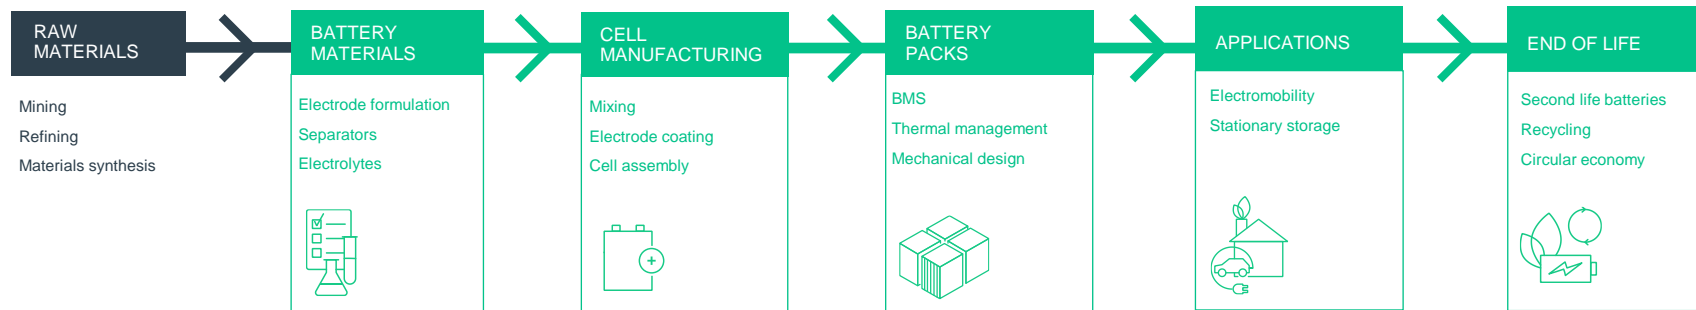 RAW
MATERIALS
Mining
Refining
Materials synthesis
BATTERY
MATERIALS
Electrode formulation
Separators
Electrolytes
CELL
MANUFACTURING
Mixing
Electrode coating
Cell assembly
BATTERY
PACKS
BMS
Thermal management
Mechanical design
APPLICATIONS
Electromobility
Stationary storage
END OF LIFE
Second life batteries
Recycling
Circular economy